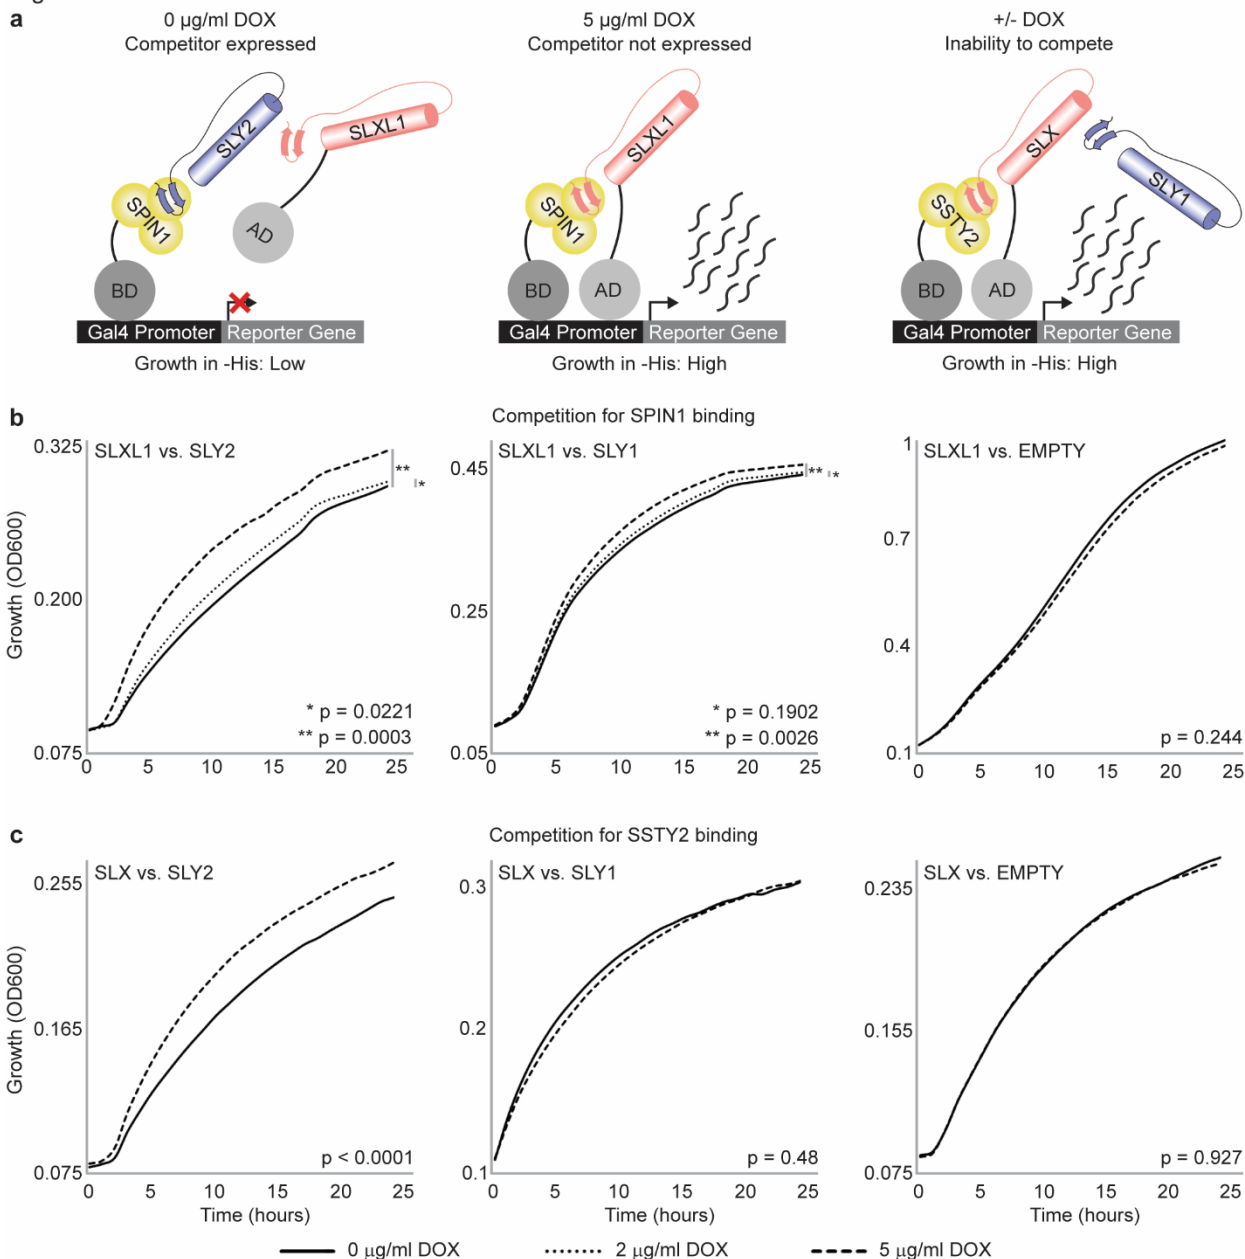 a
0 µg/ml DOX
Competitor expressed
5 µg/ml DOX
Competitor not expressed
+/- DOX
Inability to compete
SLY2
SLXL1
SPIN1
AD
BD
Gal4 Promoter Reporter Gene
Growth in -His: Low
SLXL1
SPIN1
BD
AD
Gal4 Promoter Reporter Gene
Growth in -His: High
SLX
SLY1
SSTY2
BD
AD
Gal4 Promoter Reporter Gene
Growth in -His: High
b
Competition for SPIN1 binding
Growth (OD600)
SLXL1 vs. SLY2
0.325
0.200
0.075
**
*
* p = 0.0221
** p = 0.0003
0 5 10 15 20 25
SLXL1 vs. SLY1
0.45
0.25
0.05
**
*
* p = 0.1902
** p = 0.0026
0 5 10 15 20 25
SLXL1 vs. EMPTY
1
0.7
0.4
0.1
p = 0.244
0 5 10 15 20 25
c
Competition for SSTY2 binding
Growth (OD600)
SLX vs. SLY2
0.255
0.165
0.075
p < 0.0001
0 5 10 15 20 25
Time (hours)
SLX vs. SLY1
0.3
0.2
0.1
p = 0.48
0 5 10 15 20 25
Time (hours)
SLX vs. EMPTY
0.235
0.155
0.075
p = 0.927
0 5 10 15 20 25
Time (hours)
0 µg/ml DOX
2 µg/ml DOX
5 µg/ml DOX